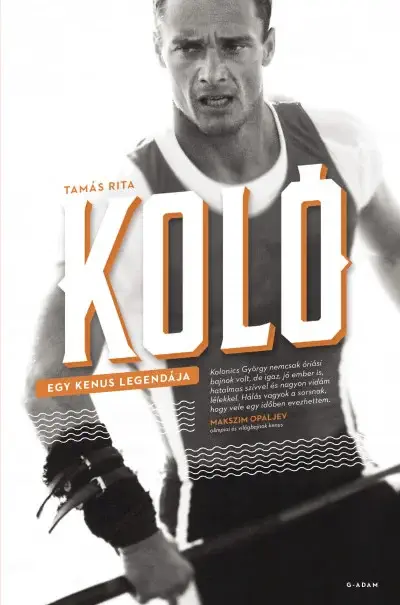 TAMÁS RITA
KOLÓ
EGY KENUS LEGENDÁJA
Kolonics György nemcsak óriási
bajnok volt, de igaz, jó ember is,
hatalmas szívvel és nagyon vidám
lélekkel. Hálás vagyok a sorsnak,
hogy vele egy időben evezhettem.
MAKSZIM OPALJEV
olimpiai és világbajnok kenus
G-ADAM